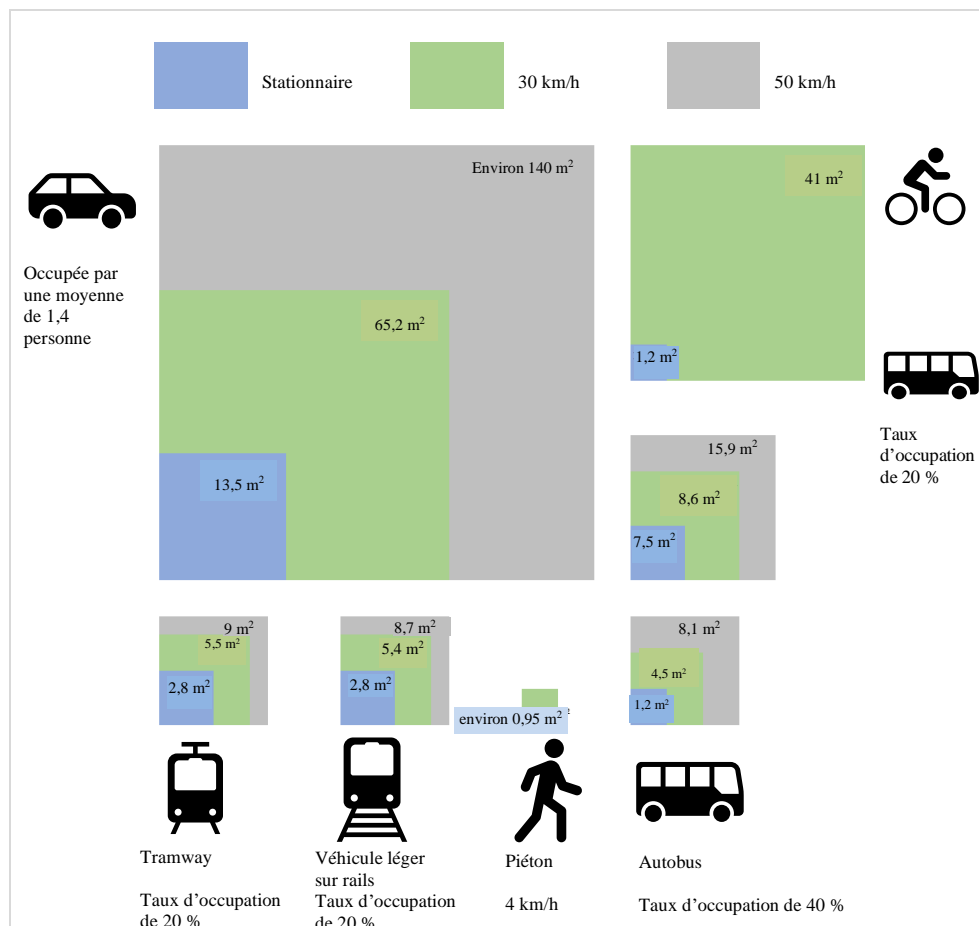 Stationnaire
30 km/h
50 km/h
Environ 140 m²
41 m²
Occupée par
une moyenne
de 1,4
personne
65,2 m²
1,2 m²
Taux
d’occupation
de 20 %
15,9 m²
13,5 m²
8,6 m²
7,5 m²
9 m²
5,5 m²
2,8 m²
8,7 m²
5,4 m²
2,8 m²
environ 0,95 m²
8,1 m²
4,5 m²
1,2 m²
Tramway
Taux d’occupation
de 20 %
Véhicule léger
sur rails
Taux d’occupation
de 20 %
Piéton
4 km/h
Autobus
Taux d’occupation de 40 %